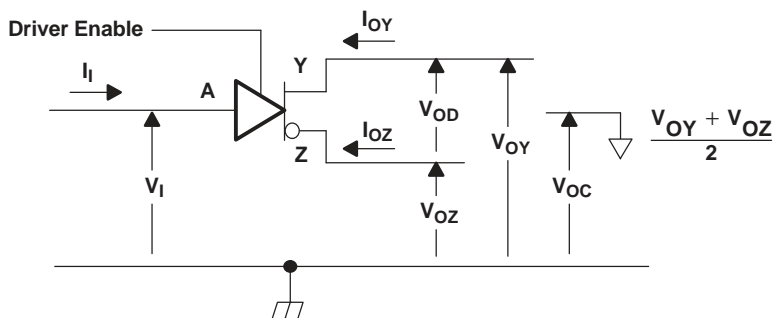 Driver Enable
I_OY
I_I
A
Y
V_OD
I_OZ
Z
V_OY
V_OY + V_OZ
2
V_I
V_OZ
V_OC